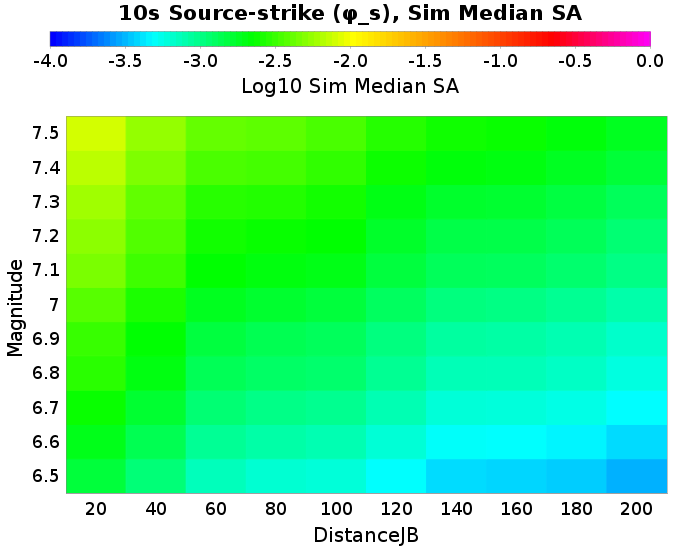 10s Source-strike (φ_s), Sim Median SA
-4.0 -3.5 -3.0 -2.5 -2.0 -1.5 -1.0 -0.5 0.0
Log10 Sim Median SA
Magnitude
7.5
7.4
7.3
7.2
7.1
7
6.9
6.8
6.7
6.6
6.5
20 40 60 80 100 120 140 160 180 200
DistanceJB